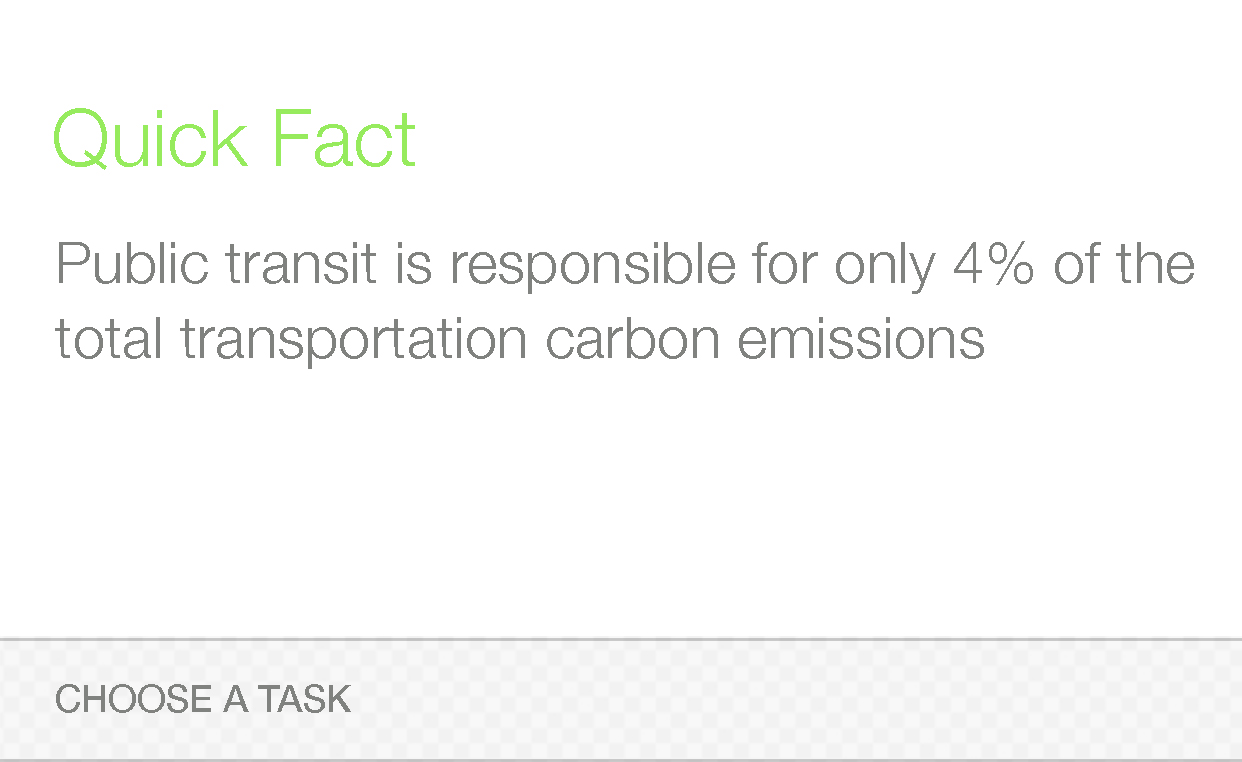 Quick Fact
Public transit is responsible for only 4% of the
total transportation carbon emissions
CHOOSE A TASK